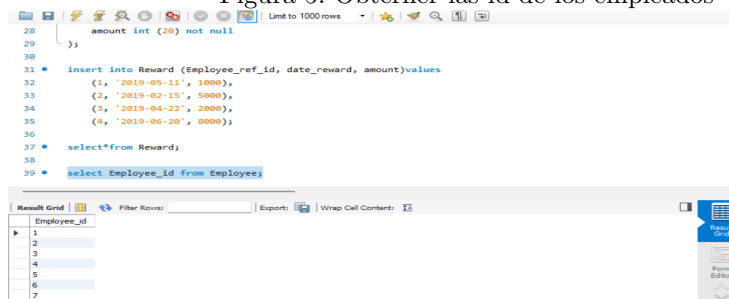 Figura 5: Obtener las id de los empleados
Limit to 1000 rows
28 amount int (20) not null
29 );
30
31 insert into Reward (Employee_ref_id, date_reward, amount)values
32 (1, '2019-05-11', 1000),
33 (2, '2019-02-15', 5000),
34 (3, '2019-04-22', 2000),
35 (4, '2019-06-20', 8000);
36
37 select*from Reward;
38
39 select Employee_id from Employee;
Result Grid Filter Rows: Export: Wrap Cell Content:
Employee_id
1
2
3
4
5
6
7
Result
Grid
Form
Editor